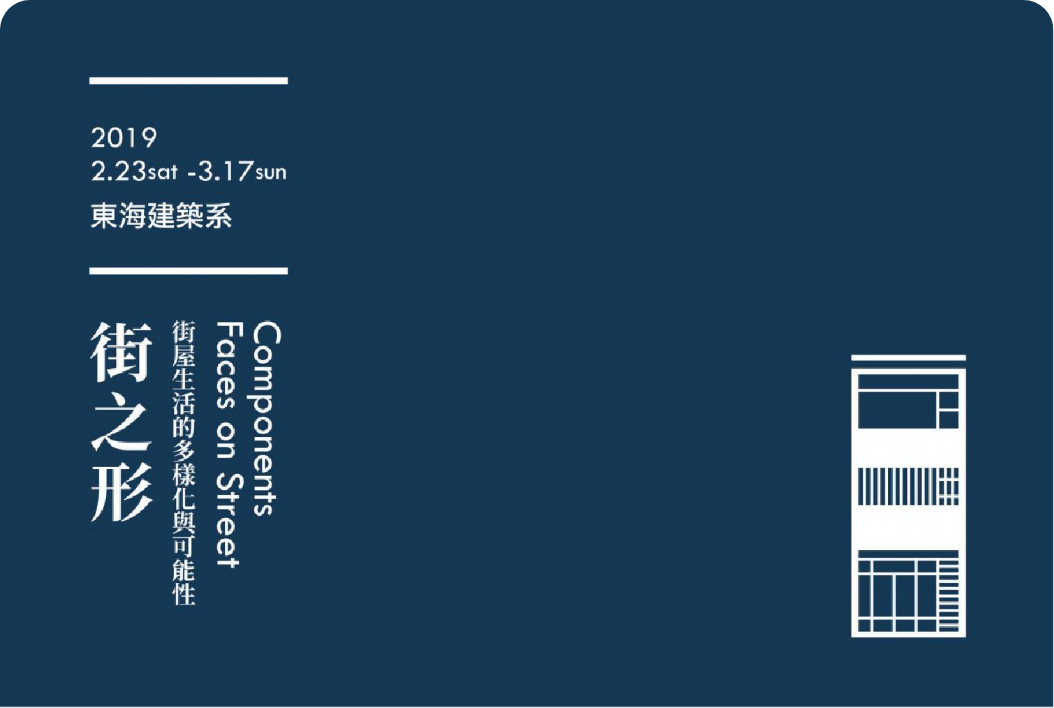 2019
2.23sat -3.17sun
東海建築系
街之形
街屋生活的多樣化與可能性
Components
Faces on Street